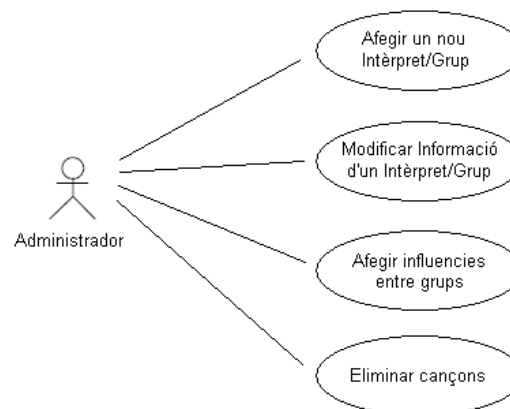 Afegir un nou
Intèrpret/Grup
Modificar Informació
d'un Intèrpret/Grup
Administrador
Afegir influencies
entre grups
Eliminar cançons